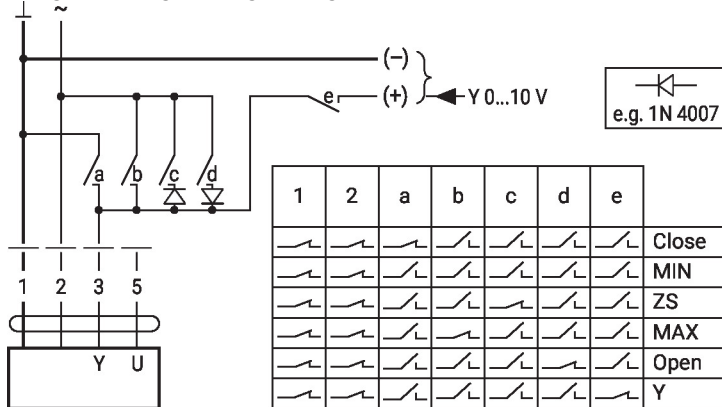 ⊥ ~
(–)
e (+) Y 0...10 V
e.g. 1N 4007
a b c d
1 2 3 5
Y U
1 2 a b c d e
Close
MIN
ZS
MAX
Open
Y